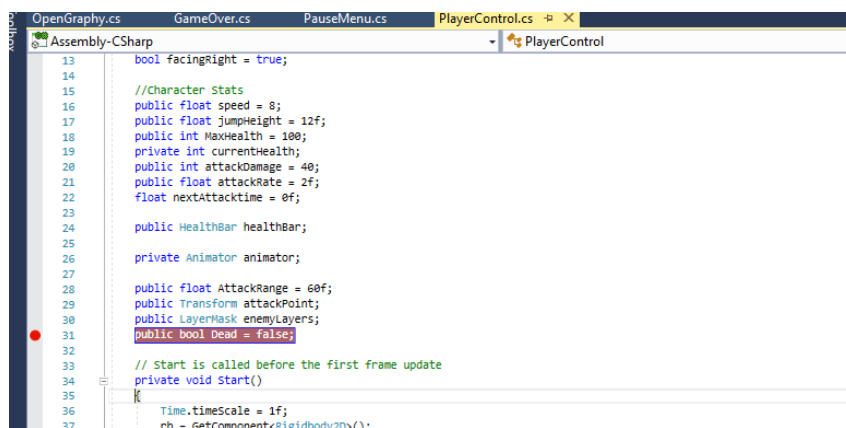 Toolbox
OpenGraphy.cs GameOver.cs PauseMenu.cs PlayerControl.cs
Assembly-CSharp PlayerControl
13 bool facingRight = true;
14
15 //Character Stats
16 public float speed = 8;
17 public float jumpHeight = 12f;
18 public int MaxHealth = 100;
19 private int currentHealth;
20 public int attackDamage = 40;
21 public float attackRate = 2f;
22 float nextAttacktime = 0f;
23
24 public HealthBar healthBar;
25
26 private Animator animator;
27
28 public float AttackRange = 60f;
29 public Transform attackPoint;
30 public LayerMask enemyLayers;
31 public bool Dead = false;
32
33 // Start is called before the first frame update
34 private void Start()
35 {
36 Time.timeScale = 1f;
37 rb = GetComponent<Rigidbody2D>();